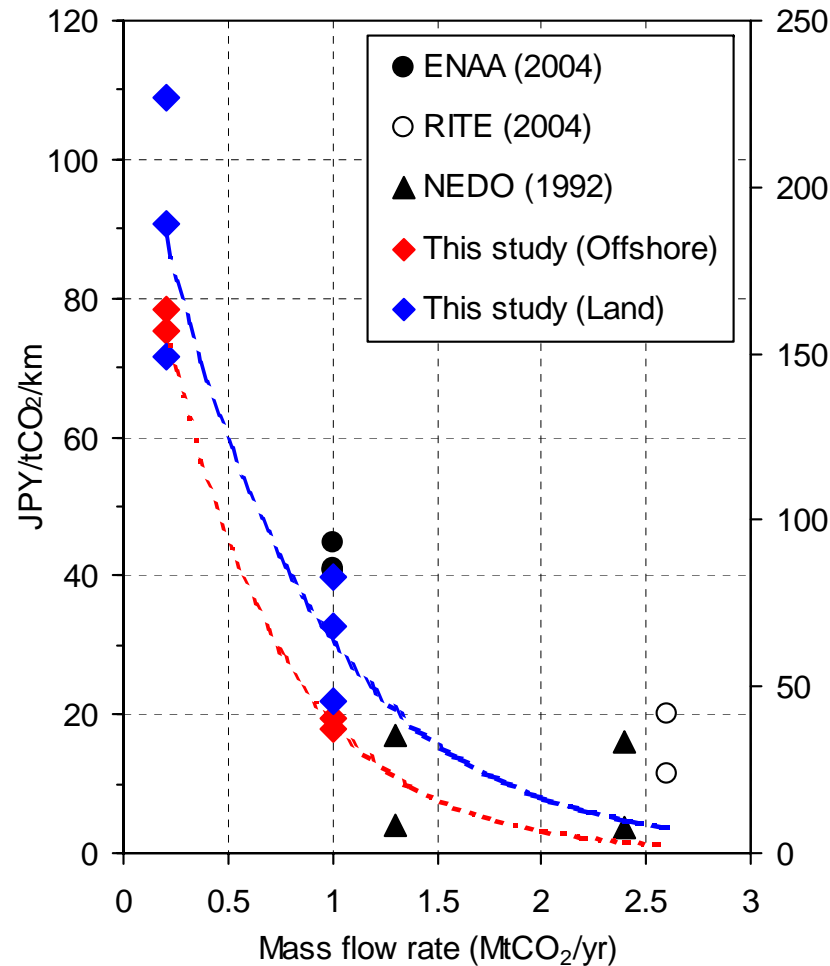 120
100
80
60
40
20
0
JPY/tCO2/km
250
200
150
100
50
0
ENAA (2004)
RITE (2004)
NEDO (1992)
This study (Offshore)
This study (Land)
0 0.5 1 1.5 2 2.5 3
Mass flow rate (MtCO2/yr)